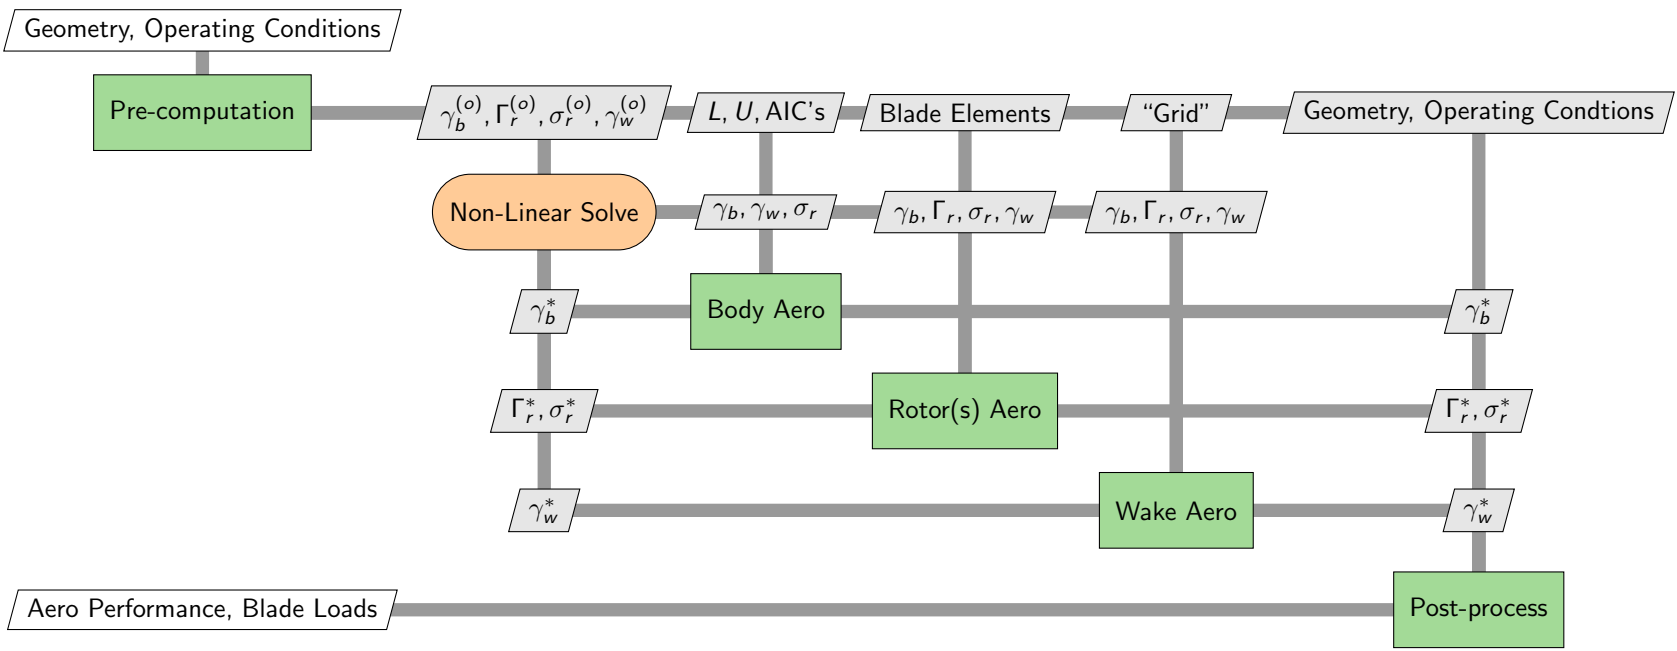 Geometry, Operating Conditions
Pre-computation
γ_b^(o), Γ_r^(o), σ_r^(o), γ_w^(o)
L, U, AIC's
Blade Elements
“Grid”
Geometry, Operating Condtions
Non-Linear Solve
γ_b, γ_w, σ_r
γ_b, Γ_r, σ_r, γ_w
γ_b, Γ_r, σ_r, γ_w
γ_b^*
Body Aero
γ_b^*
Γ_r^*, σ_r^*
Rotor(s) Aero
Γ_r^*, σ_r^*
γ_w^*
Wake Aero
γ_w^*
Aero Performance, Blade Loads
Post-process